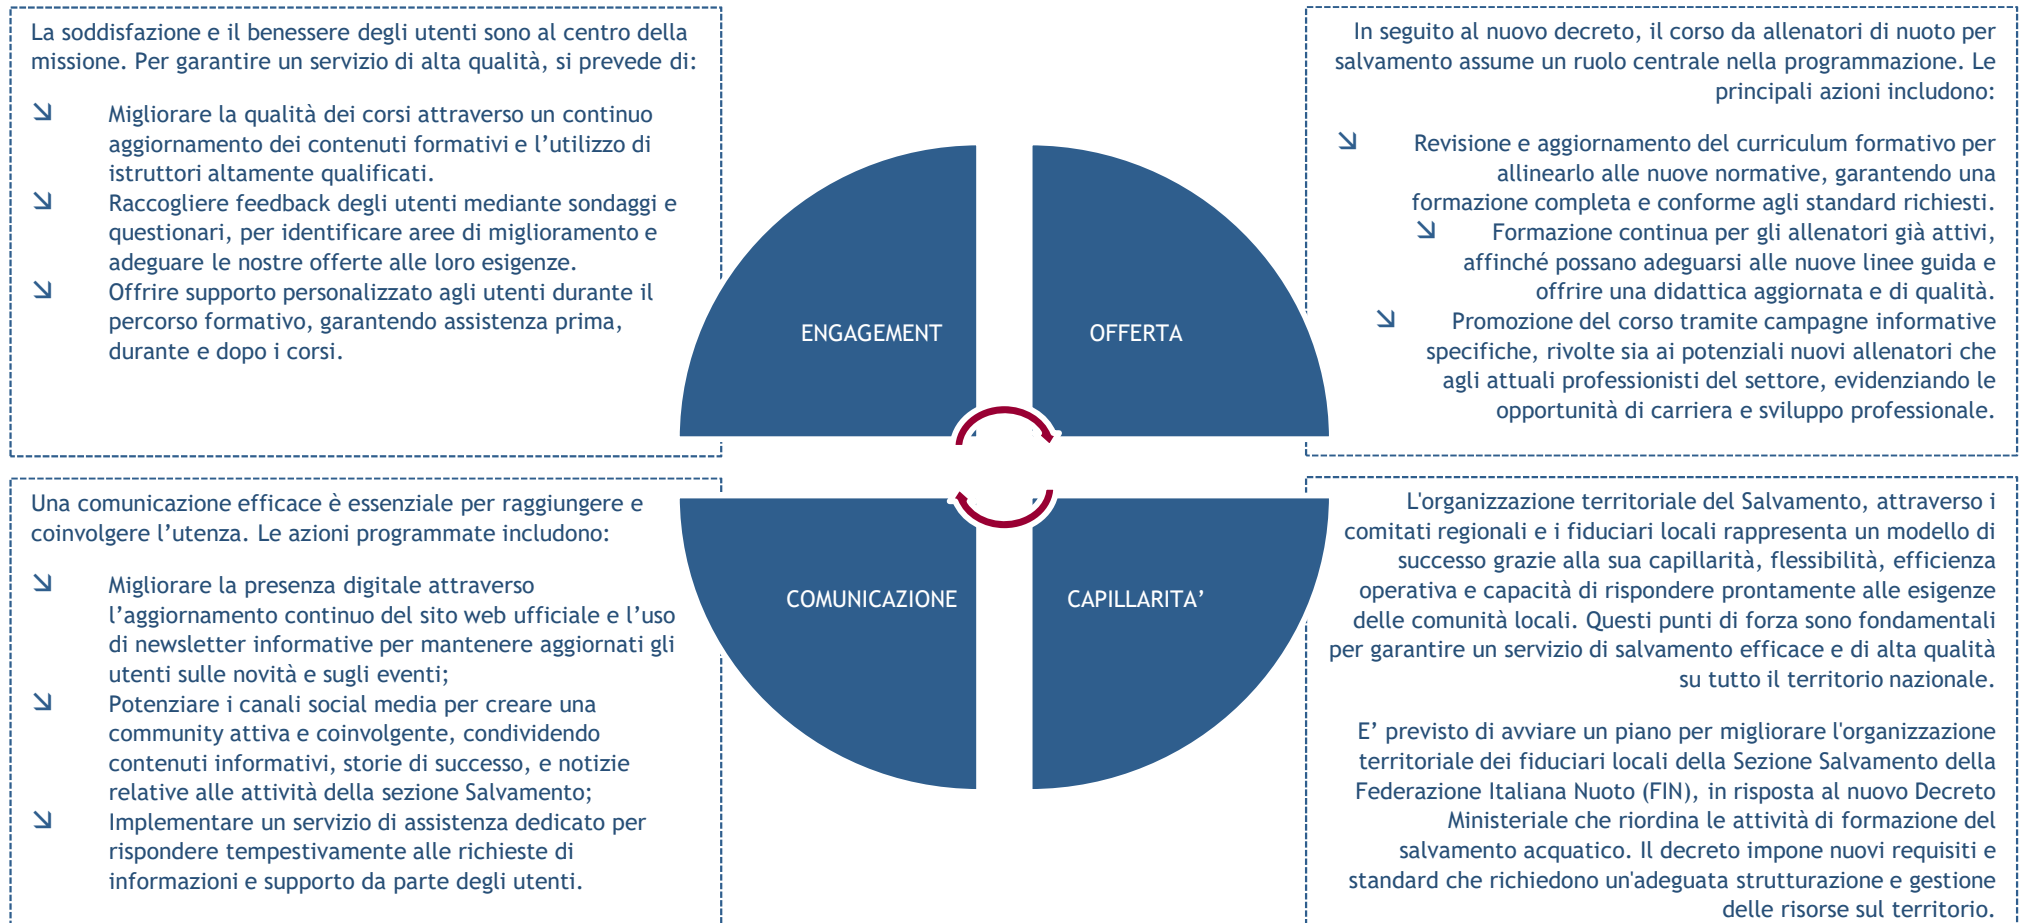 La soddisfazione e il benessere degli utenti sono al centro della
missione. Per garantire un servizio di alta qualità, si prevede di:
Migliorare la qualità dei corsi attraverso un continuo
aggiornamento dei contenuti formativi e l’utilizzo di
istruttori altamente qualificati.
Raccogliere feedback degli utenti mediante sondaggi e
questionari, per identificare aree di miglioramento e
adeguare le nostre offerte alle loro esigenze.
Offrire supporto personalizzato agli utenti durante il
percorso formativo, garantendo assistenza prima,
durante e dopo i corsi.
In seguito al nuovo decreto, il corso da allenatori di nuoto per
salvamento assume un ruolo centrale nella programmazione. Le
principali azioni includono:
Revisione e aggiornamento del curriculum formativo per
allinearlo alle nuove normative, garantendo una
formazione completa e conforme agli standard richiesti.
Formazione continua per gli allenatori già attivi,
affinché possano adeguarsi alle nuove linee guida e
offrire una didattica aggiornata e di qualità.
Promozione del corso tramite campagne informative
specifiche, rivolte sia ai potenziali nuovi allenatori che
agli attuali professionisti del settore, evidenziando le
opportunità di carriera e sviluppo professionale.
ENGAGEMENT
OFFERTA
COMUNICAZIONE
CAPILLARITA’
Una comunicazione efficace è essenziale per raggiungere e
coinvolgere l’utenza. Le azioni programmate includono:
Migliorare la presenza digitale attraverso
l’aggiornamento continuo del sito web ufficiale e l’uso
di newsletter informative per mantenere aggiornati gli
utenti sulle novità e sugli eventi;
Potenziare i canali social media per creare una
community attiva e coinvolgente, condividendo
contenuti informativi, storie di successo, e notizie
relative alle attività della sezione Salvamento;
Implementare un servizio di assistenza dedicato per
rispondere tempestivamente alle richieste di
informazioni e supporto da parte degli utenti.
L'organizzazione territoriale del Salvamento, attraverso i
comitati regionali e i fiduciari locali rappresenta un modello di
successo grazie alla sua capillarità, flessibilità, efficienza
operativa e capacità di rispondere prontamente alle esigenze
delle comunità locali. Questi punti di forza sono fondamentali
per garantire un servizio di salvamento efficace e di alta qualità
su tutto il territorio nazionale.
E’ previsto di avviare un piano per migliorare l'organizzazione
territoriale dei fiduciari locali della Sezione Salvamento della
Federazione Italiana Nuoto (FIN), in risposta al nuovo Decreto
Ministeriale che riordina le attività di formazione del
salvamento acquatico. Il decreto impone nuovi requisiti e
standard che richiedono un'adeguata strutturazione e gestione
delle risorse sul territorio.